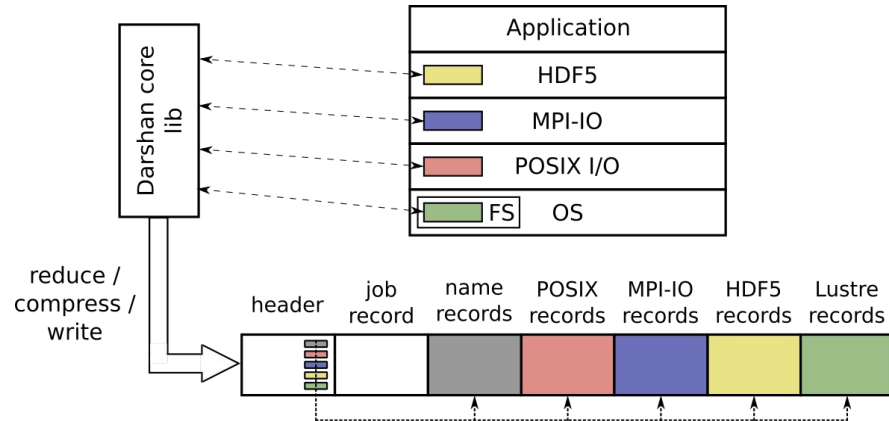 Darshan core
lib
Application
HDF5
MPI-IO
POSIX I/O
FS OS
reduce /
compress /
write
header
job
record
name
records
POSIX
records
MPI-IO
records
HDF5
records
Lustre
records